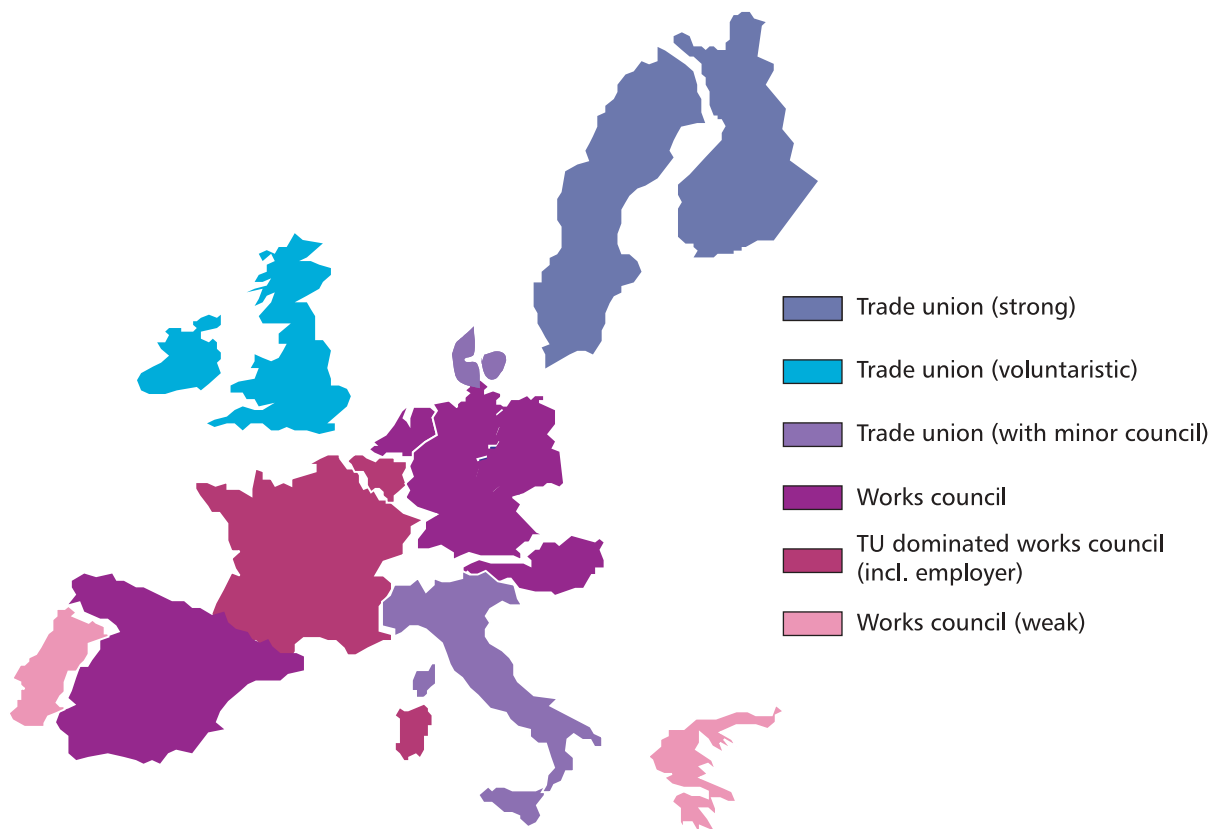 Trade union (strong)
Trade union (voluntaristic)
Trade union (with minor council)
Works council
TU dominated works council
(incl. employer)
Works council (weak)